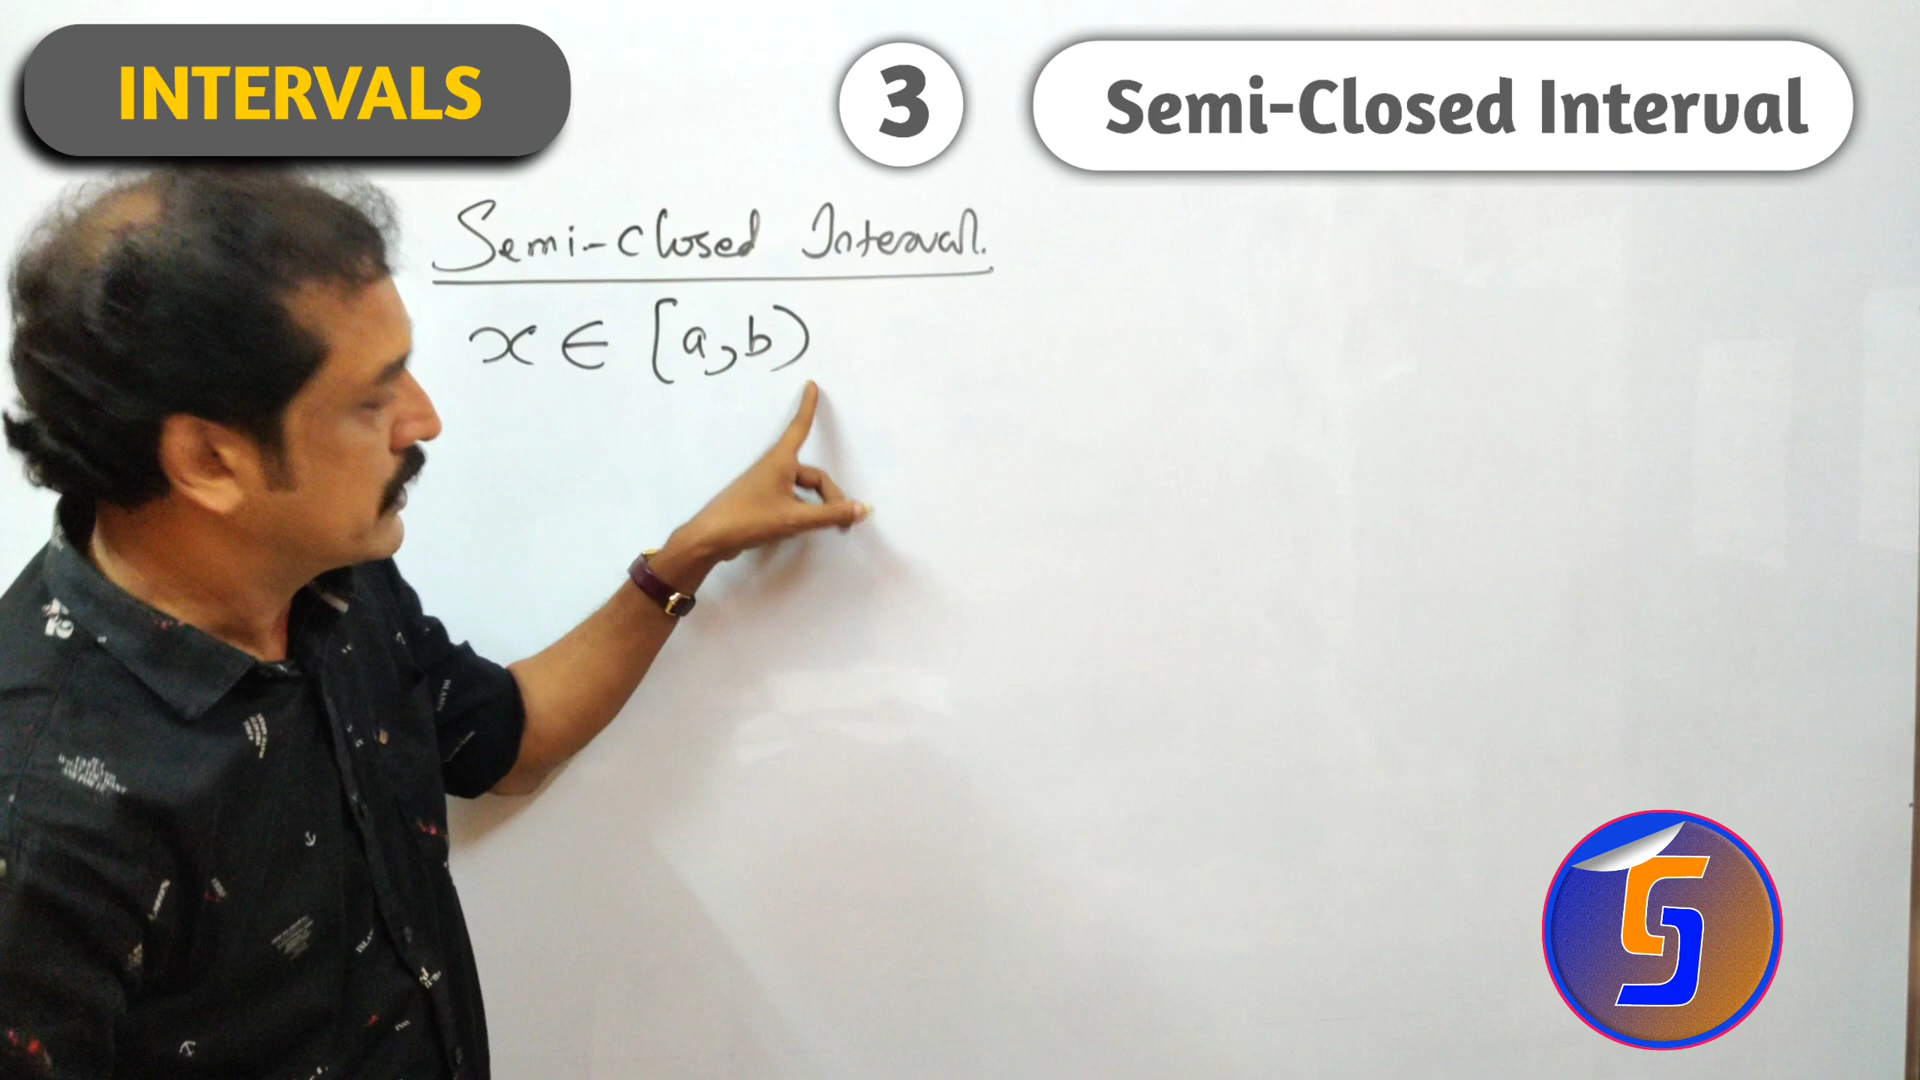 INTERVALS
3
Semi-Closed Interval
Semi-closed Interval.
x ∈ [a,b)